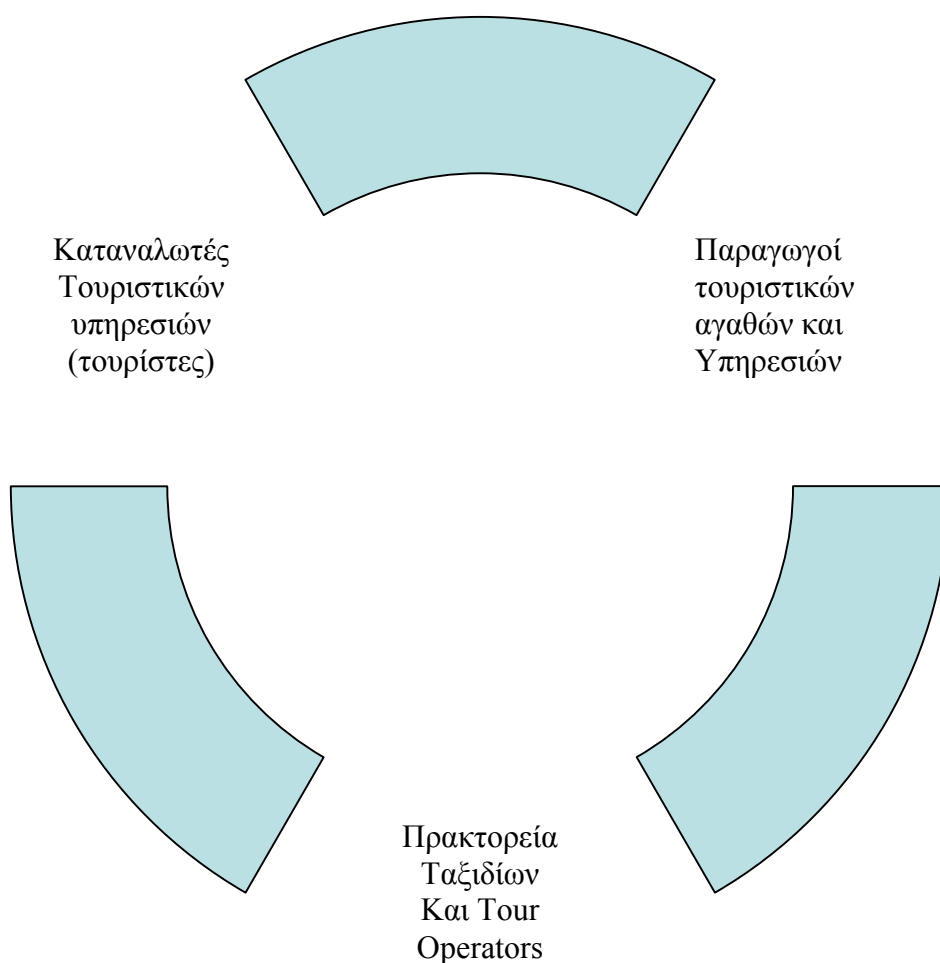 Καταναλωτές
Τουριστικών
υπηρεσιών
(τουρίστες)
Παραγωγοί
τουριστικών
αγαθών και
Υπηρεσιών
Πρακτορεία
Ταξιδίων
Και Tour
Operators